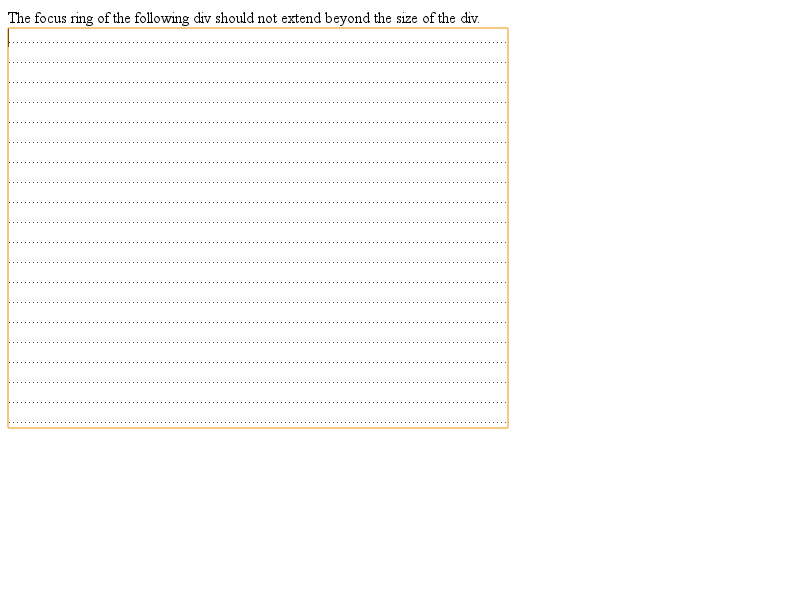 The focus ring of the following div should not extend beyond the size of the div.